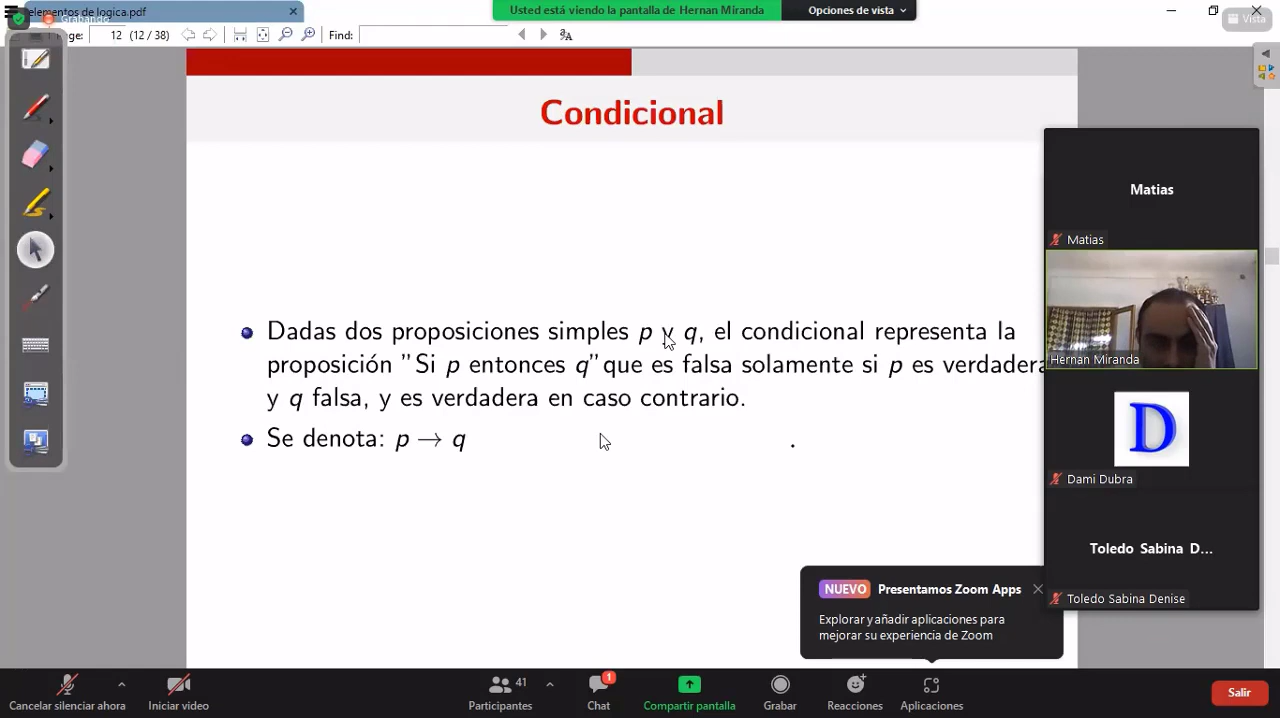 elementos de logica.pdf
Usted está viendo la pantalla de Hernan Miranda
Opciones de vista
Grabando
Vista
Page:
12 (12 / 38)
Find:
Condicional
Dadas dos proposiciones simples p y q, el condicional representa la
proposición ”Si p entonces q”que es falsa solamente si p es verdadera
y q falsa, y es verdadera en caso contrario.
Se denota: p → q .
Matias
Matias
Hernan Miranda
D
Dami Dubra
Toledo Sabina D...
Toledo Sabina Denise
NUEVO Presentamos Zoom Apps
Explorar y añadir aplicaciones para
mejorar su experiencia de Zoom
Cancelar silenciar ahora
Iniciar video
41
Participantes
1
Chat
Compartir pantalla
Grabar
Reacciones
Aplicaciones
Salir